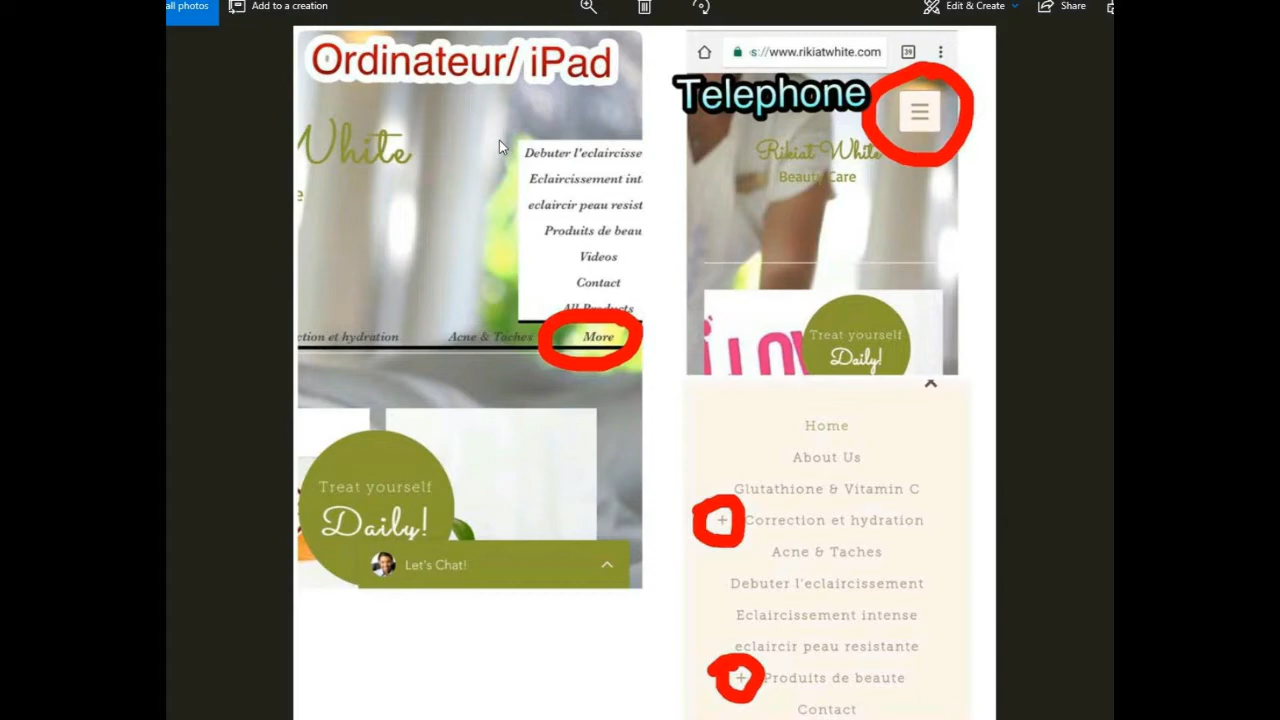 all photos
Add to a creation
Edit & Create
Share
Ordinateur/ iPad
White
e
Debuter l'eclaircisse
Eclaircissement int
eclaircir peau resist
Produits de beau
Videos
Contact
All Products
ction et hydration
Acne & Taches
More
Treat yourself
Daily!
Let's Chat!
s://www.rikiatwhite.com
39
Telephone
Rikiat White
Beauty Care
I LOV
Treat yourself
Daily!
Home
About Us
Glutathione & Vitamin C
+ Correction et hydration
Acne & Taches
Debuter l'eclaircissement
Eclaircissement intense
eclaircir peau resistante
+ Produits de beaute
Contact